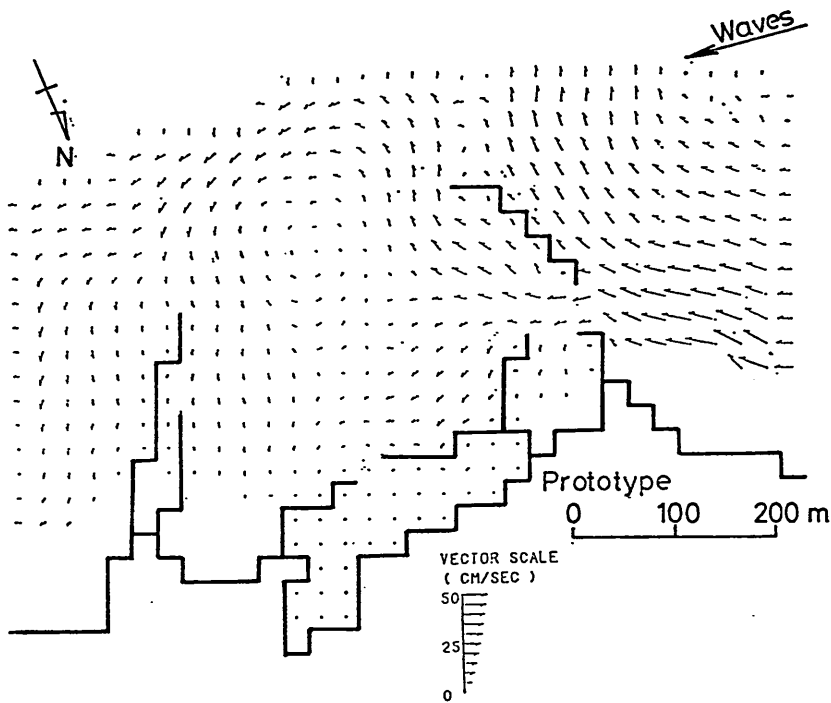 Waves
N
Prototype
0 100 200 m
VECTOR SCALE
( CM/SEC )
50
25
0